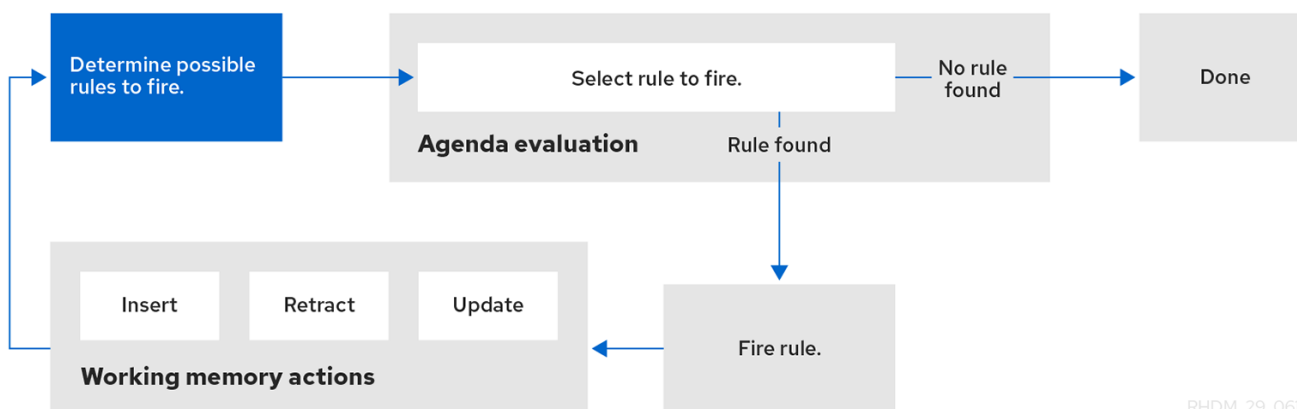 Determine possible
rules to fire.
Select rule to fire.
No rule
found
Done
Agenda evaluation
Rule found
Insert
Retract
Update
Working memory actions
Fire rule.